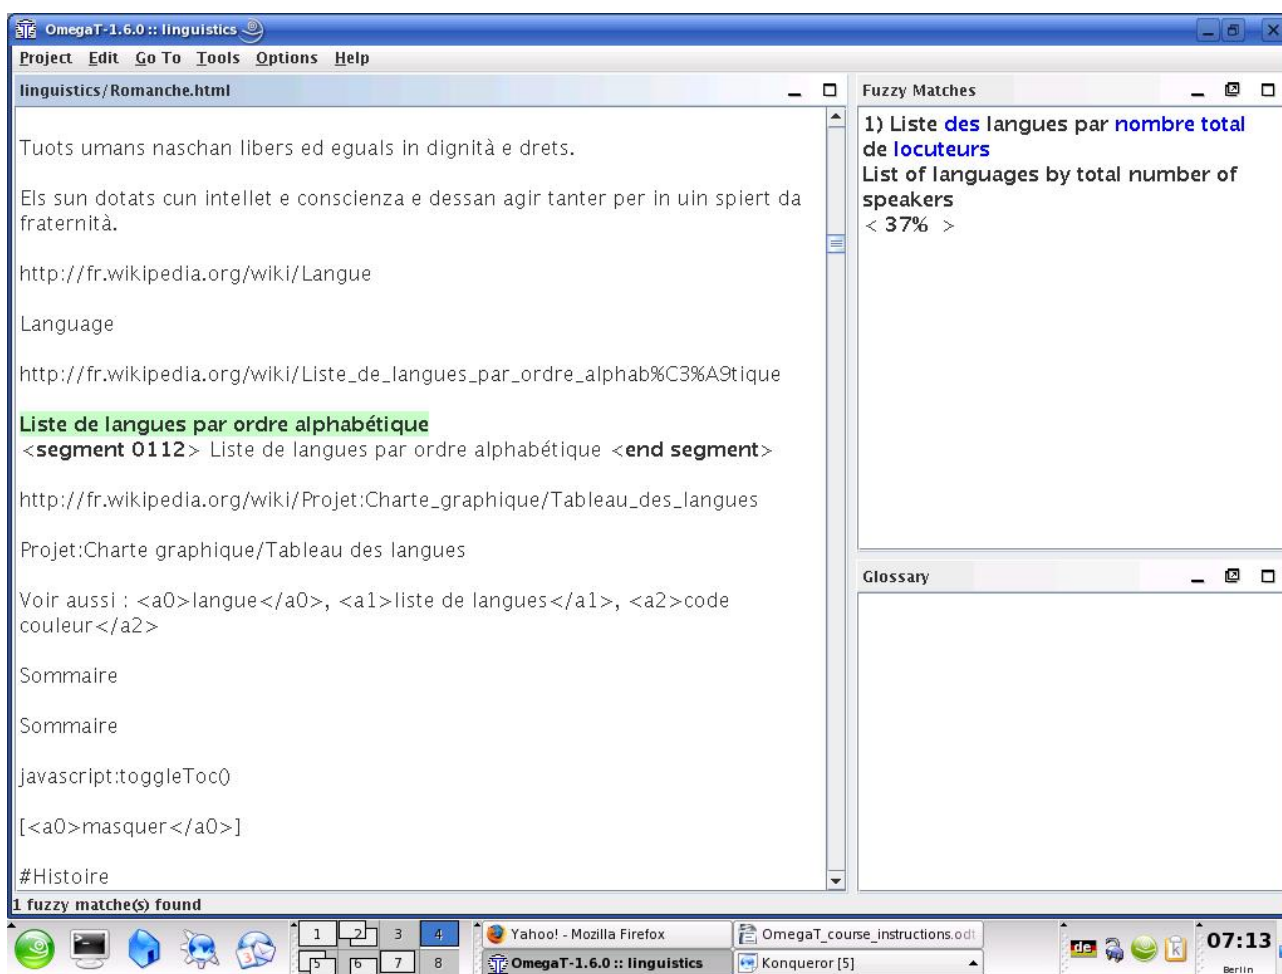 OmegaT-1.6.0 :: linguistics
Project Edit Go To Tools Options Help
linguistics/Romanche.html
Tuots umans naschan libers ed eguals in dignità e drets.
Els sun dotats cun intellet e conscienza e dessan agir tanter per in uin spiert da
fraternità.
http://fr.wikipedia.org/wiki/Langue
Language
http://fr.wikipedia.org/wiki/Liste_de_langues_par_ordre_alphab%C3%A9tique
Liste de langues par ordre alphabétique
<segment 0112> Liste de langues par ordre alphabétique <end segment>
http://fr.wikipedia.org/wiki/Projet:Charte_graphique/Tableau_des_langues
Projet:Charte graphique/Tableau des langues
Voir aussi : <a0>langue</a0>, <a1>liste de langues</a1>, <a2>code
couleur</a2>
Sommaire
Sommaire
javascript:toggleToc()
[<a0>masquer</a0>]
#Histoire
Fuzzy Matches
1) Liste des langues par nombre total
de locuteurs
List of languages by total number of
speakers
< 37% >
Glossary
1 fuzzy matche(s) found
1 2 3 4
5 6 7 8
Yahoo! - Mozilla Firefox
OmegaT_course_instructions.odt
OmegaT-1.6.0 :: linguistics
Konqueror [5]
de
07:13
Berlin